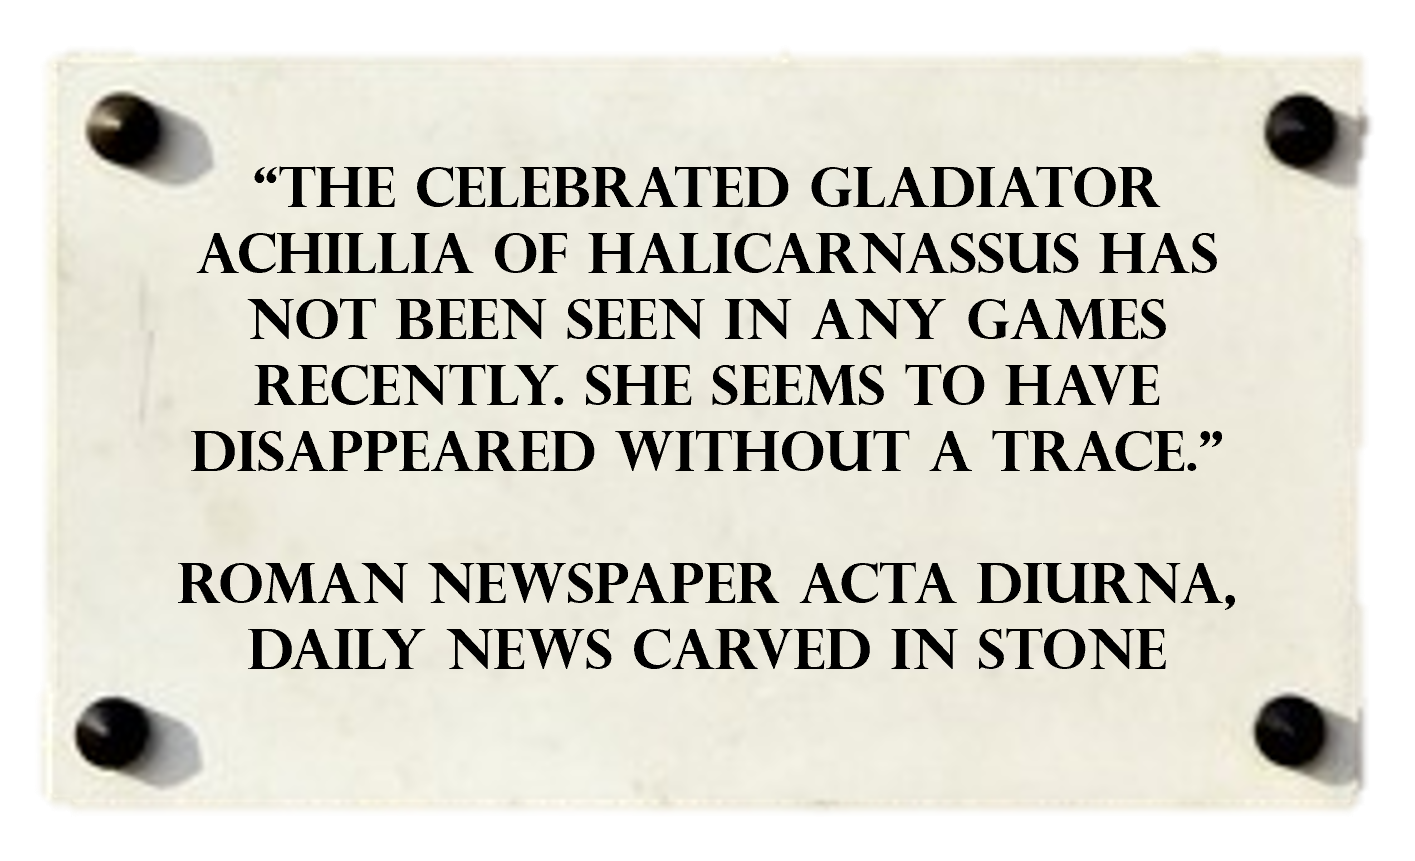 “THE CELEBRATED GLADIATOR
ACHILLIA OF HALICARNASSUS HAS
NOT BEEN SEEN IN ANY GAMES
RECENTLY. SHE SEEMS TO HAVE
DISAPPEARED WITHOUT A TRACE.”
ROMAN NEWSPAPER ACTA DIURNA,
DAILY NEWS CARVED IN STONE